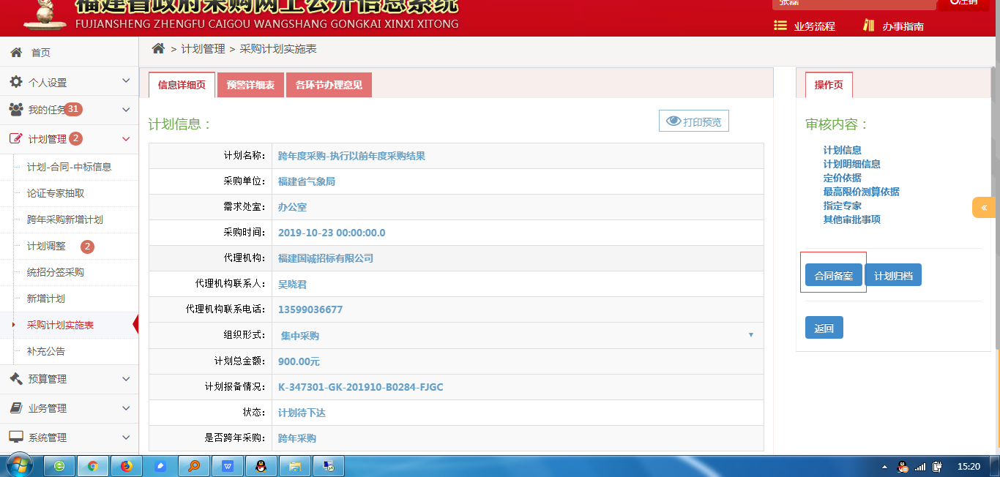 福建省政府采购网上公开信息系统
FUJIANSHENG ZHENGFU CAIGOU WANGSHANG GONGKAI XINXI XITONG
张磊
注销
业务流程
办事指南
首页
个人设置
我的任务 31
计划管理 2
计划-合同-中标信息
论证专家抽取
跨年采购新增计划
计划调整 2
统招分签采购
新增计划
采购计划实施表
补充公告
预算管理
业务管理
系统管理
> 计划管理 > 采购计划实施表
信息详细页
预警详细表
各环节办理意见
计划信息：
打印预览
计划名称： 跨年度采购-执行以前年度采购结果
采购单位： 福建省气象局
需求处室： 办公室
采购时间： 2019-10-23 00:00:00.0
代理机构： 福建国诚招标有限公司
代理机构联系人： 吴晓君
代理机构联系电话： 13599036677
组织形式： 集中采购
计划总金额： 900.00元
计划报备情况： K-347301-GK-201910-B0284-FJGC
状态： 计划待下达
是否跨年采购： 跨年采购
操作页
审核内容：
计划信息
计划明细信息
定价依据
最高限价测算依据
指定专家
其他审批事项
«
合同备案
计划归档
返回
15:20